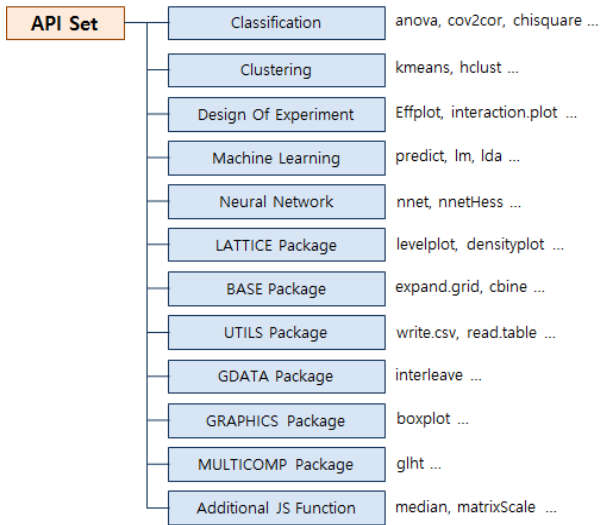 API Set
Classification anova, cov2cor, chisquare ...
Clustering kmeans, hclust ...
Design Of Experiment Effplot, interaction.plot ...
Machine Learning predict, lm, lda ...
Neural Network nnet, nnetHess ...
LATTICE Package levelplot, densityplot ...
BASE Package expand.grid, cbine ...
UTILS Package write.csv, read.table ...
GDATA Package interleave ...
GRAPHICS Package boxplot ...
MULTICOMP Package glht ...
Additional JS Function median, matrixScale ...